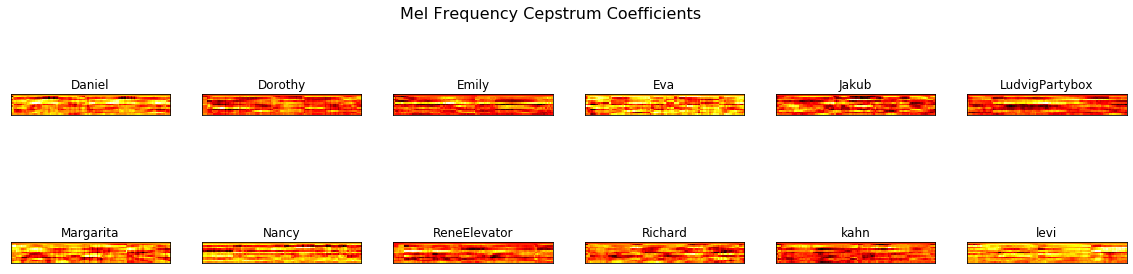 Mel Frequency Cepstrum Coefficients
Daniel Dorothy Emily Eva Jakub LudvigPartybox
Margarita Nancy ReneElevator Richard kahn levi